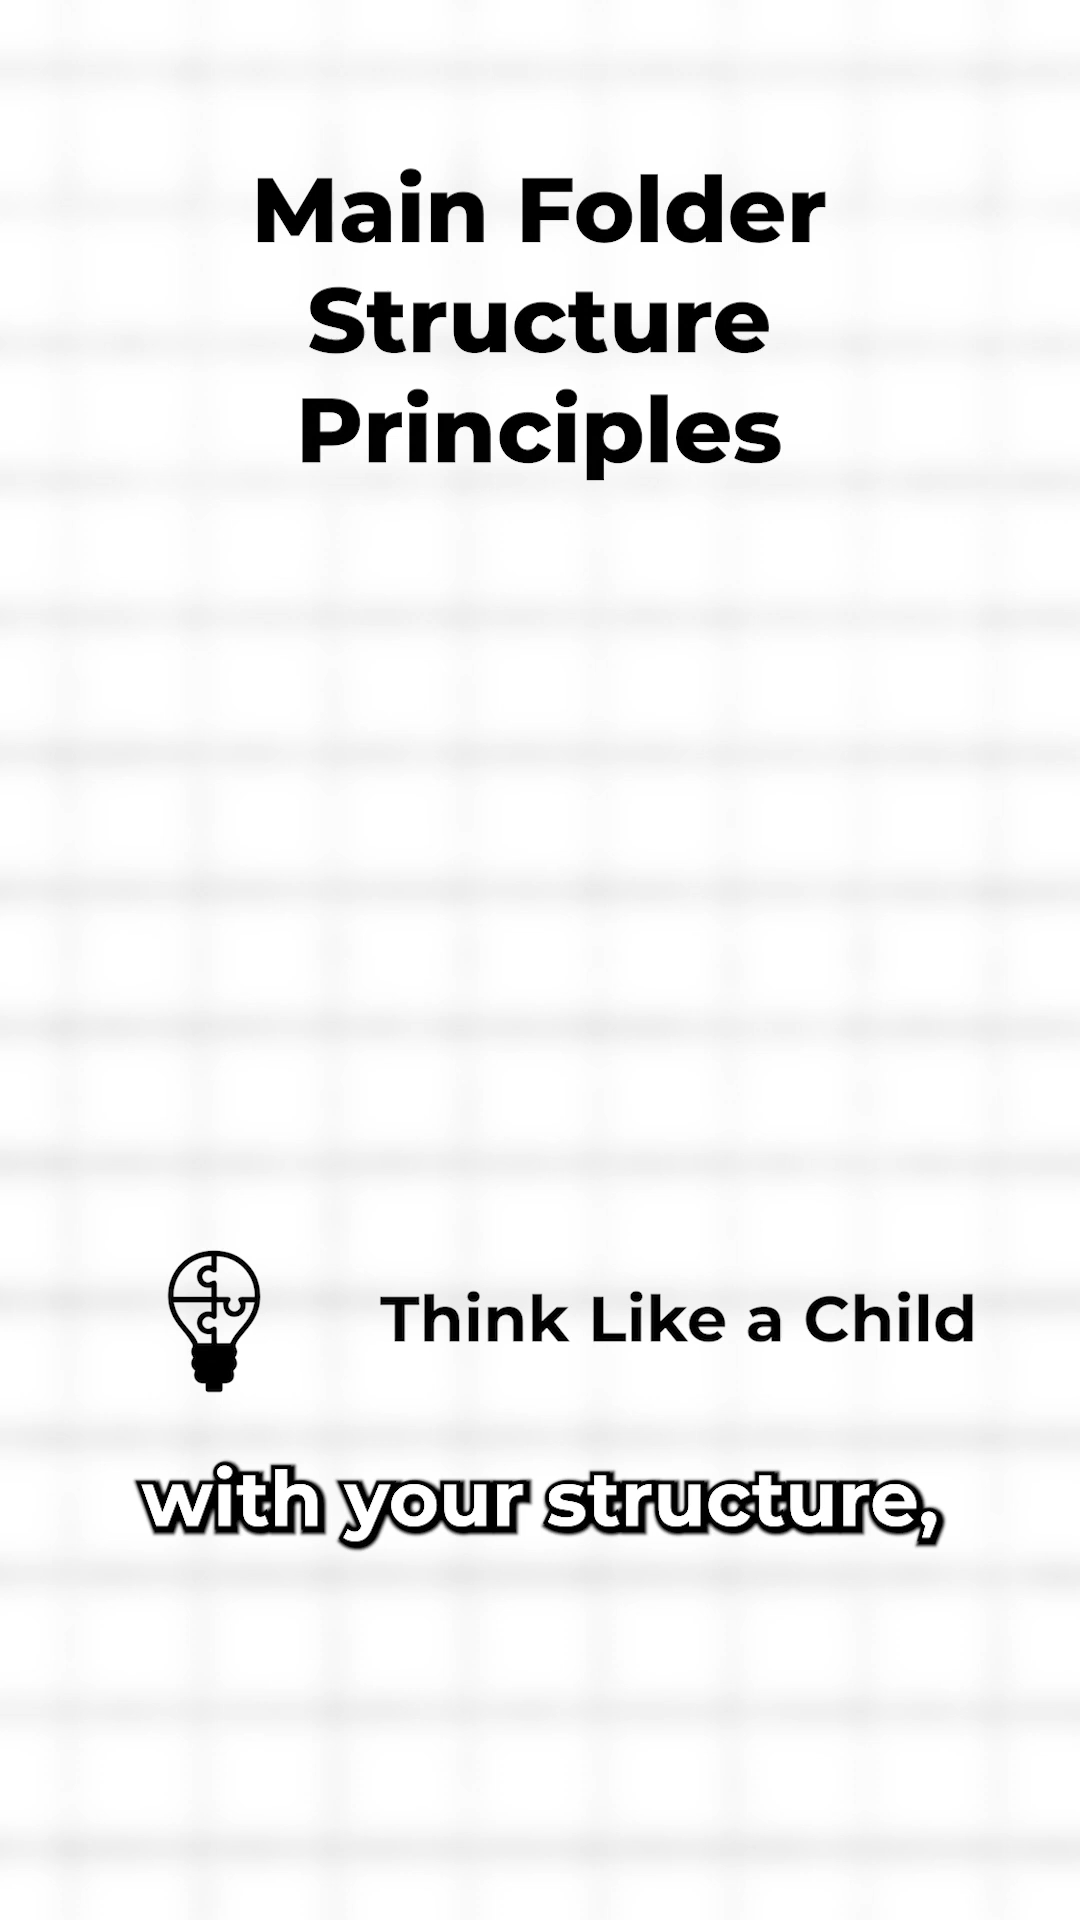 Main Folder
Structure
Principles
Think Like a Child
with your structure,